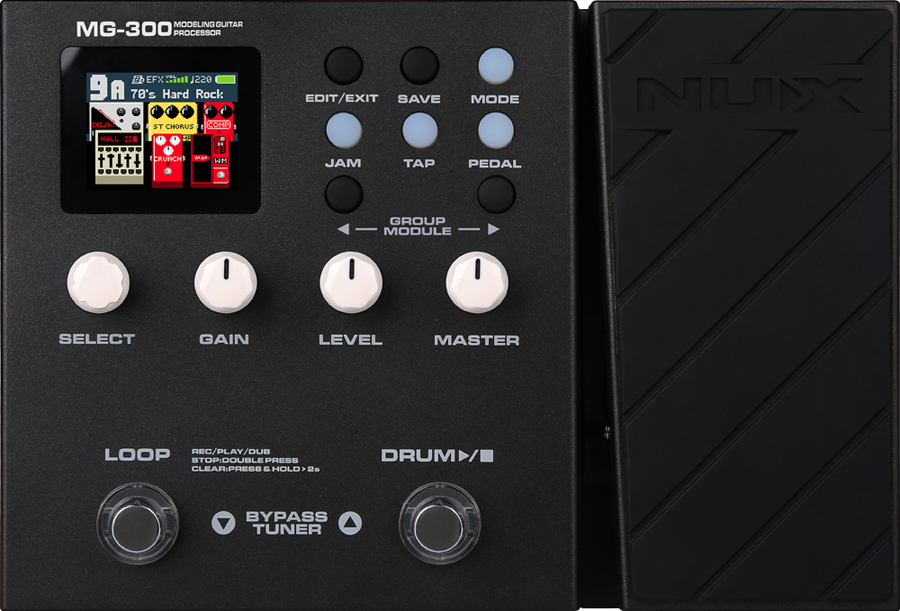 MG-300 MODELING GUITAR
PROCESSOR
9A EFX J220
70's Hard Rock
DELAY ST CHORUS COMP
HALL CRUNCH WM
EDIT/EXIT SAVE MODE
JAM TAP PEDAL
GROUP
MODULE
NUX
SELECT GAIN LEVEL MASTER
LOOP
REC/PLAY/DUB
STOP:DOUBLE PRESS
CLEAR:PRESS & HOLD>2s
DRUM
BYPASS
TUNER